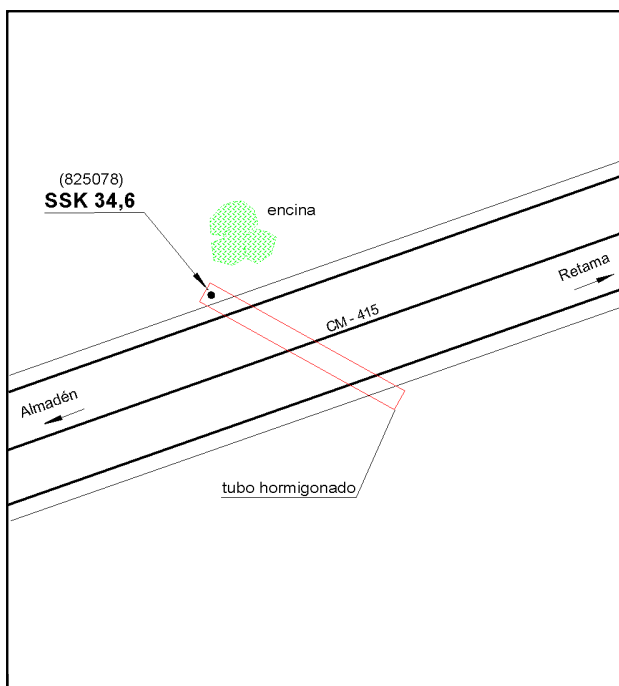 (825078)
SSK 34,6
encina
Retama
CM - 415
Almadén
tubo hormigonado